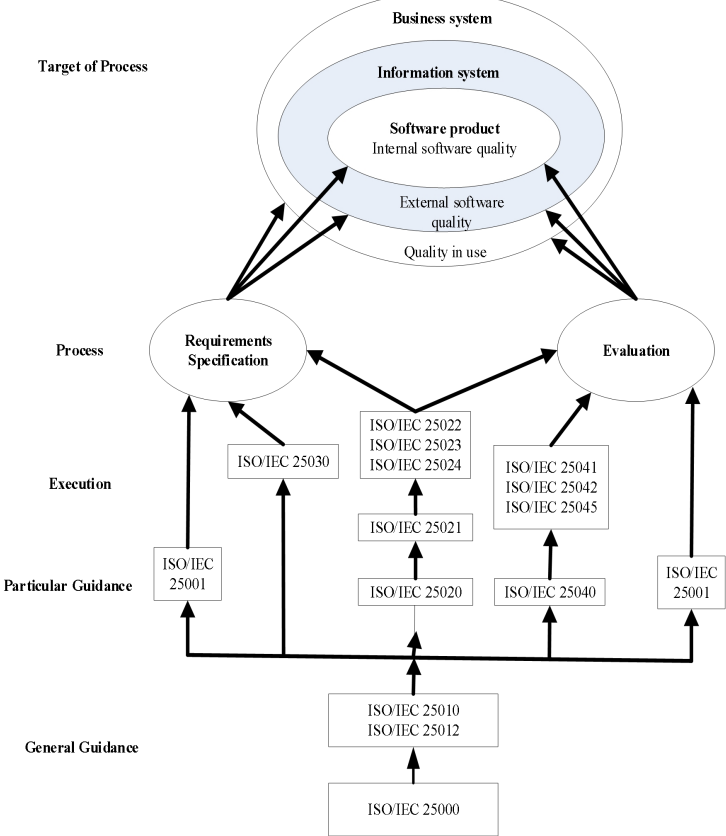 Business system
Target of Process
Information system
Software product
Internal software quality
External software
quality
Quality in use
Process
Requirements
Specification
Evaluation
ISO/IEC 25022
ISO/IEC 25023
ISO/IEC 25024
ISO/IEC 25030
ISO/IEC 25041
ISO/IEC 25042
ISO/IEC 25045
Execution
ISO/IEC 25021
ISO/IEC
25001
Particular Guidance
ISO/IEC 25020
ISO/IEC 25040
ISO/IEC
25001
ISO/IEC 25010
ISO/IEC 25012
General Guidance
ISO/IEC 25000